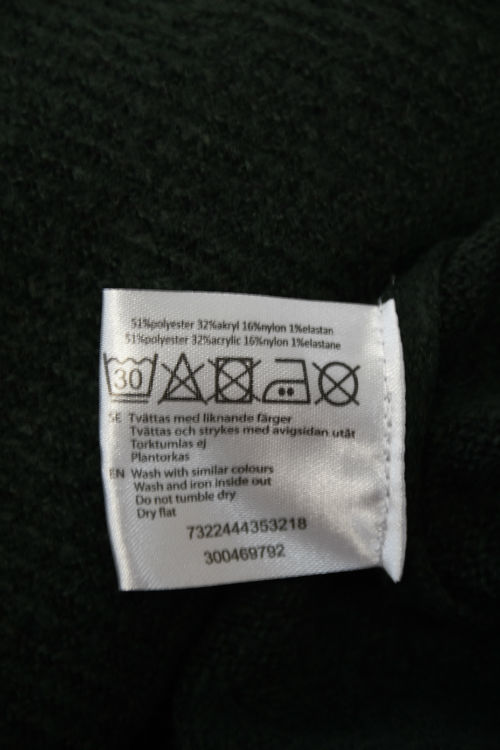 51%polyester 32%akryl 16%nylon 1%elastan
51%polyester 32%acrylic 16%nylon 1%elastane
30
SE Tvättas med liknande färger
Tvättas och strykes med avigsidan utåt
Torktumlas ej
Plantorkas
EN Wash with similar colours
Wash and iron inside out
Do not tumble dry
Dry flat
7322444353218
300469792